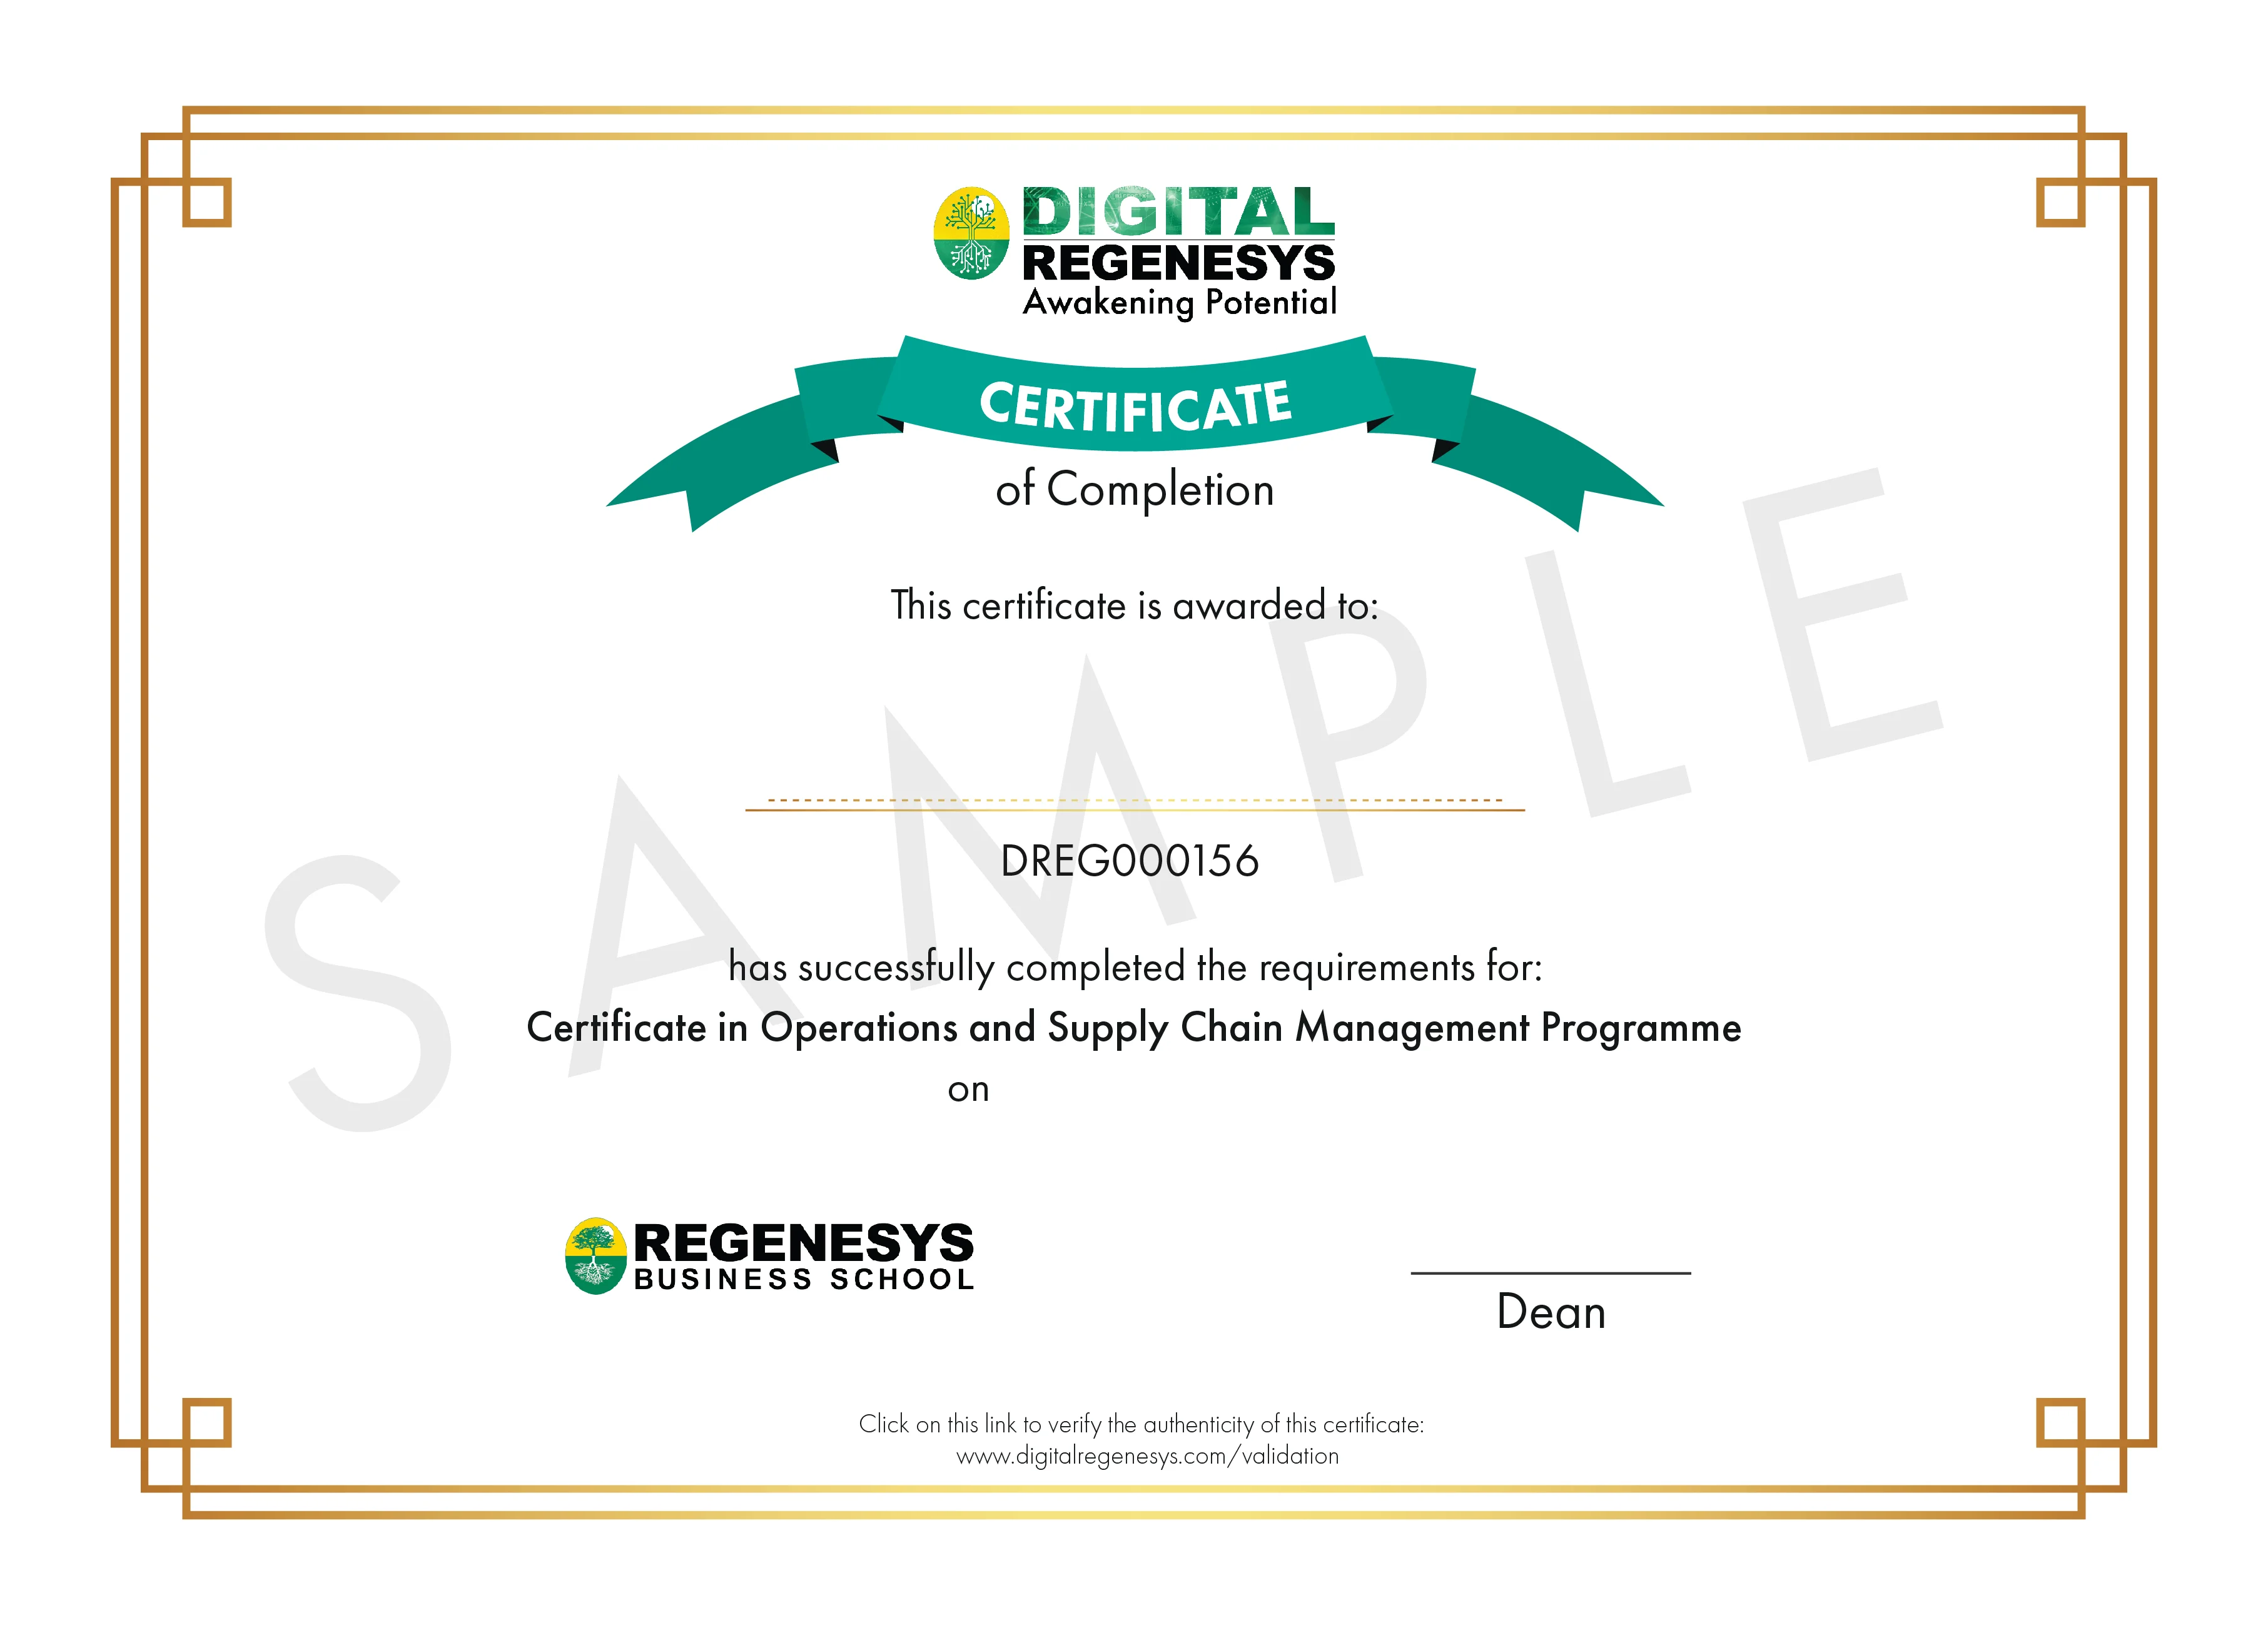 DIGITAL
REGENESYS
Awakening Potential
CERTIFICATE
of Completion
This certificate is awarded to:
SAMPLE
DREG000156
has successfully completed the requirements for:
Certificate in Operations and Supply Chain Management Programme
on
REGENESYS
BUSINESS SCHOOL
Dean
Click on this link to verify the authenticity of this certificate:
www.digitalregenesys.com/validation